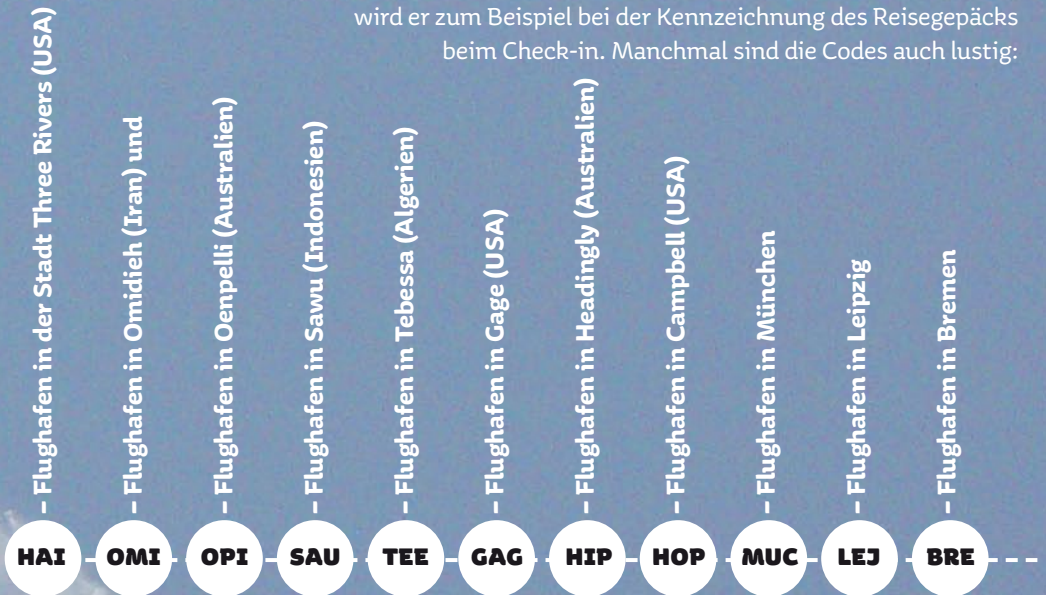 wird er zum Beispiel bei der Kennzeichnung des Reisegepäcks
beim Check-in. Manchmal sind die Codes auch lustig:
HAI – Flughafen in der Stadt Three Rivers (USA)
OMI – Flughafen in Omidieh (Iran) und
OPI – Flughafen in Oenpelli (Australien)
SAU – Flughafen in Sawu (Indonesien)
TEE – Flughafen in Tebessa (Algerien)
GAG – Flughafen in Gage (USA)
HIP – Flughafen in Headingly (Australien)
HOP – Flughafen in Campbell (USA)
MUC – Flughafen in München
LEJ – Flughafen in Leipzig
BRE – Flughafen in Bremen